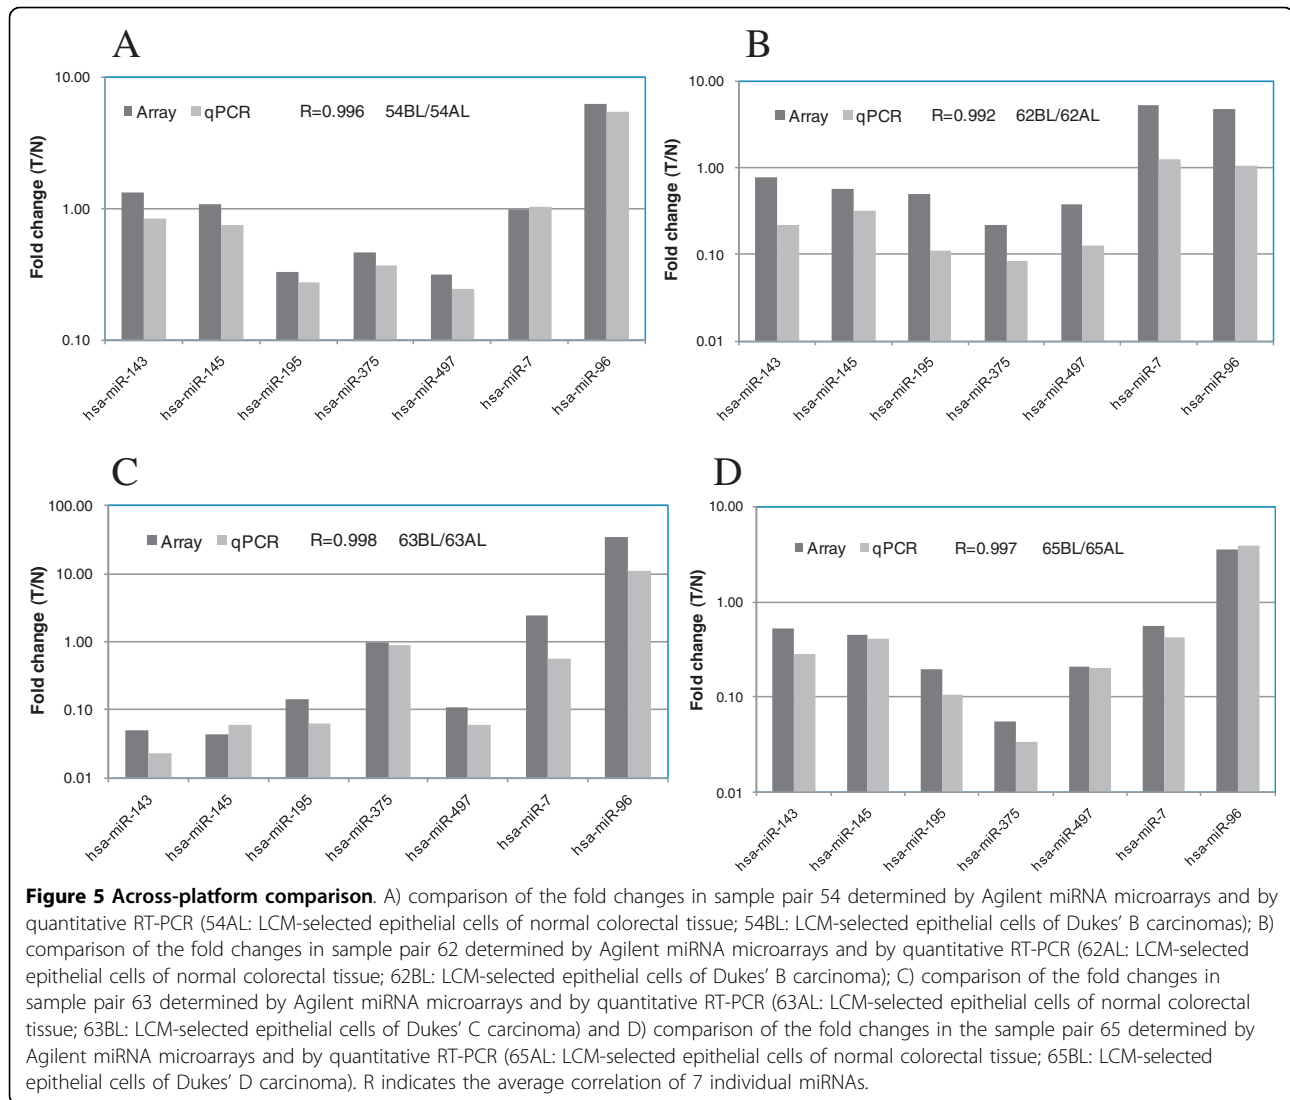 A
Fold change (T/N)
10.00
1.00
0.10
Array qPCR R=0.996 54BL/54AL
hsa-miR-143
hsa-miR-145
hsa-miR-195
hsa-miR-375
hsa-miR-497
hsa-miR-7
hsa-miR-96
B
Fold change (T/N)
10.00
1.00
0.10
0.01
Array qPCR R=0.992 62BL/62AL
hsa-miR-143
hsa-miR-145
hsa-miR-195
hsa-miR-375
hsa-miR-497
hsa-miR-7
hsa-miR-96
C
Fold change (T/N)
100.00
10.00
1.00
0.10
0.01
Array qPCR R=0.998 63BL/63AL
hsa-miR-143
hsa-miR-145
hsa-miR-195
hsa-miR-375
hsa-miR-497
hsa-miR-7
hsa-miR-96
D
Fold change (T/N)
10.00
1.00
0.10
0.01
Array qPCR R=0.997 65BL/65AL
hsa-miR-143
hsa-miR-145
hsa-miR-195
hsa-miR-375
hsa-miR-497
hsa-miR-7
hsa-miR-96
Figure 5 Across-platform comparison. A) comparison of the fold changes in sample pair 54 determined by Agilent miRNA microarrays and by
quantitative RT-PCR (54AL: LCM-selected epithelial cells of normal colorectal tissue; 54BL: LCM-selected epithelial cells of Dukes' B carcinomas); B)
comparison of the fold changes in sample pair 62 determined by Agilent miRNA microarrays and by quantitative RT-PCR (62AL: LCM-selected
epithelial cells of normal colorectal tissue; 62BL: LCM-selected epithelial cells of Dukes' B carcinoma); C) comparison of the fold changes in
sample pair 63 determined by Agilent miRNA microarrays and by quantitative RT-PCR (63AL: LCM-selected epithelial cells of normal colorectal
tissue; 63BL: LCM-selected epithelial cells of Dukes' C carcinoma) and D) comparison of the fold changes in the sample pair 65 determined by
Agilent miRNA microarrays and by quantitative RT-PCR (65AL: LCM-selected epithelial cells of normal colorectal tissue; 65BL: LCM-selected
epithelial cells of Dukes' D carcinoma). R indicates the average correlation of 7 individual miRNAs.